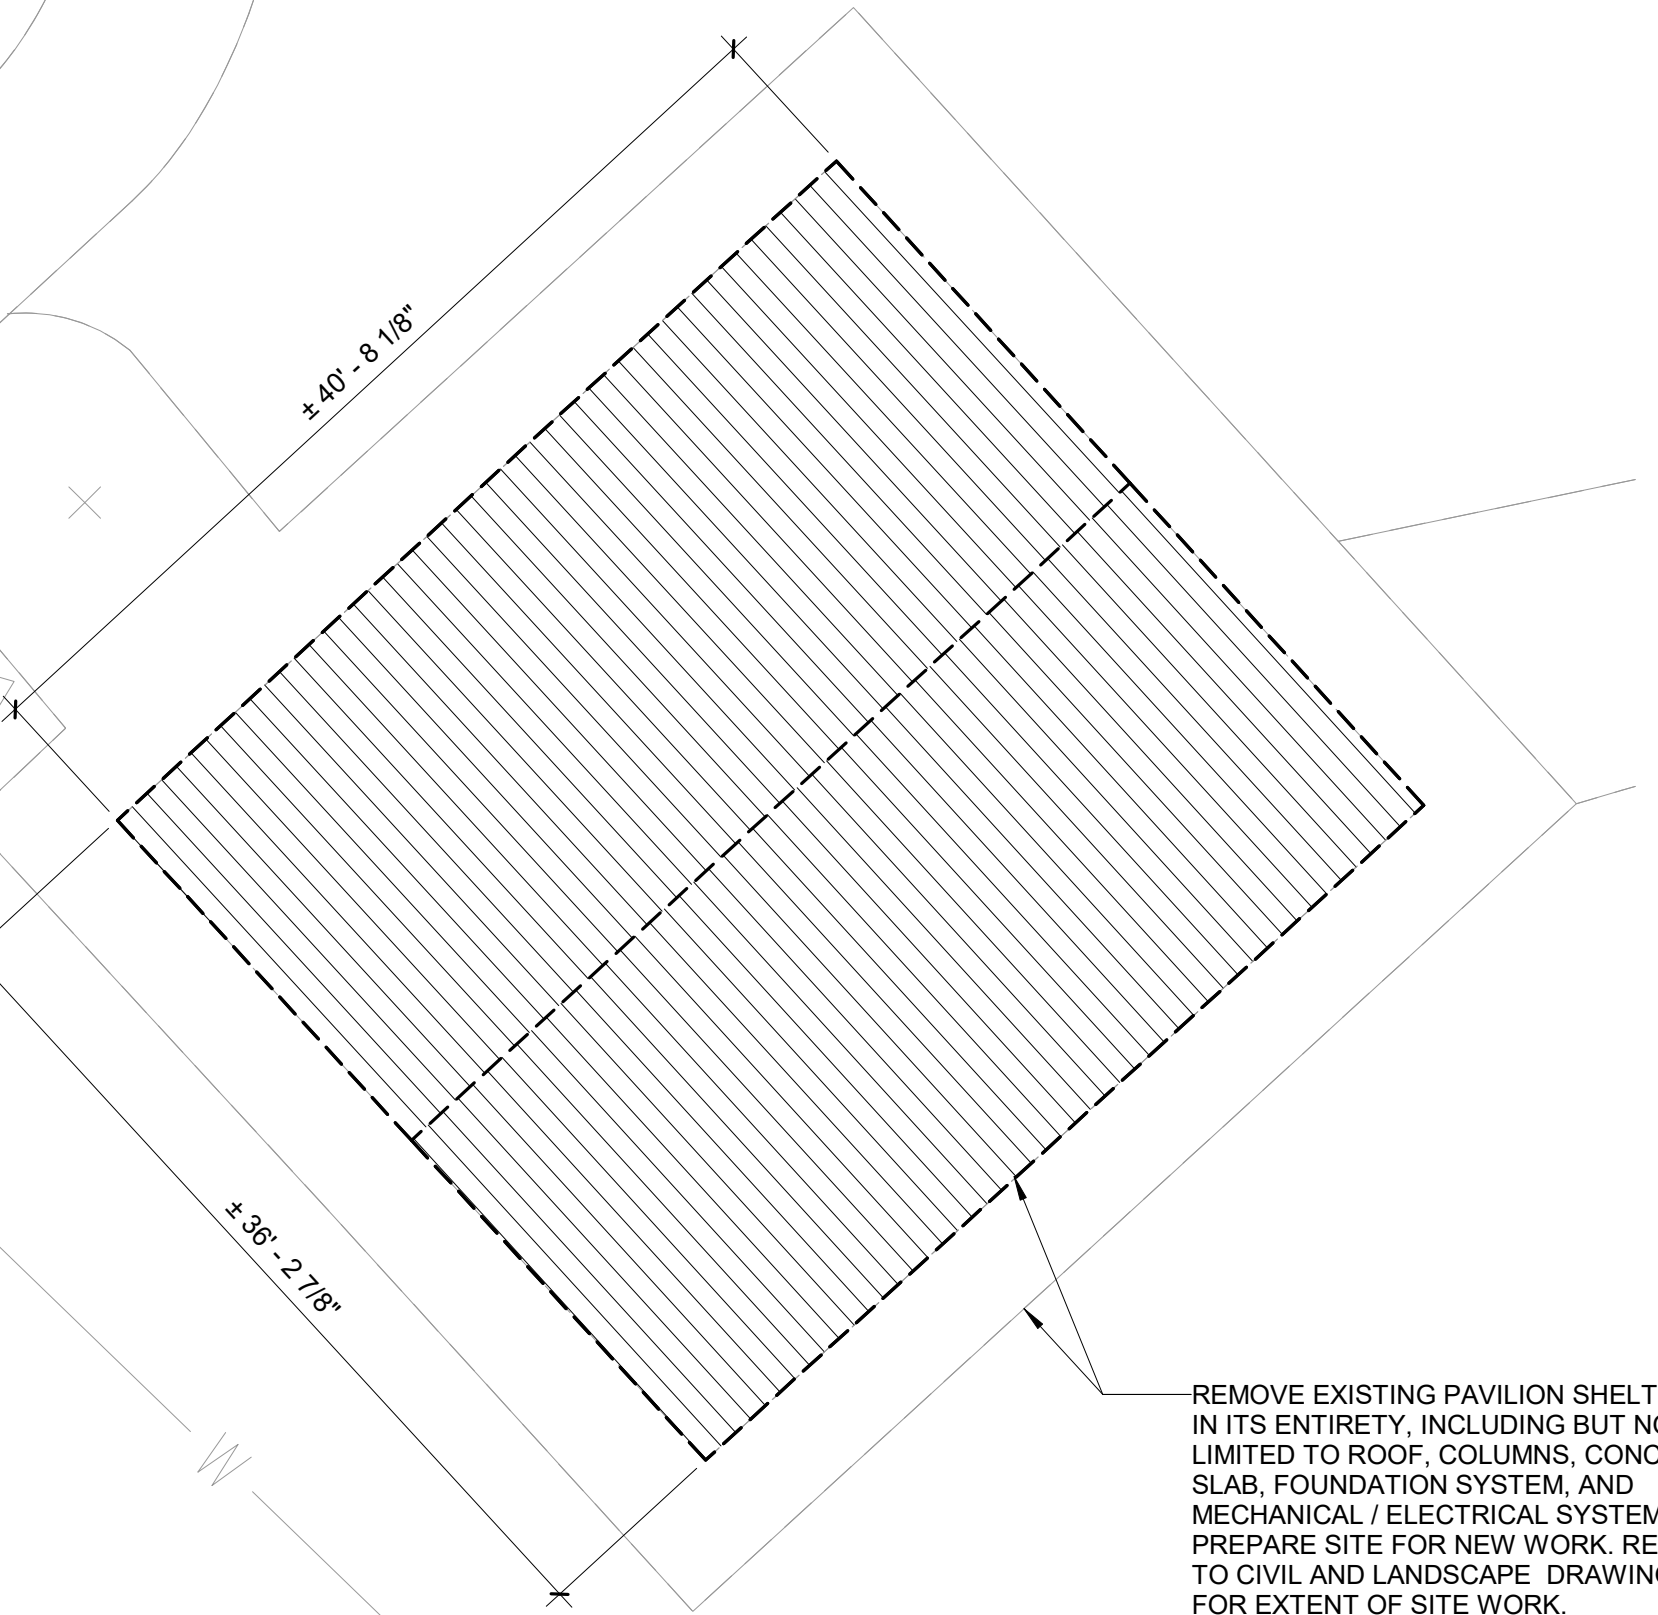 ± 40' - 8 1/8"
± 36' - 2 7/8"
W
REMOVE EXISTING PAVILION SHELT
IN ITS ENTIRETY, INCLUDING BUT NO
LIMITED TO ROOF, COLUMNS, CONC
SLAB, FOUNDATION SYSTEM, AND
MECHANICAL / ELECTRICAL SYSTEM
PREPARE SITE FOR NEW WORK. RE
TO CIVIL AND LANDSCAPE DRAWING
FOR EXTENT OF SITE WORK.